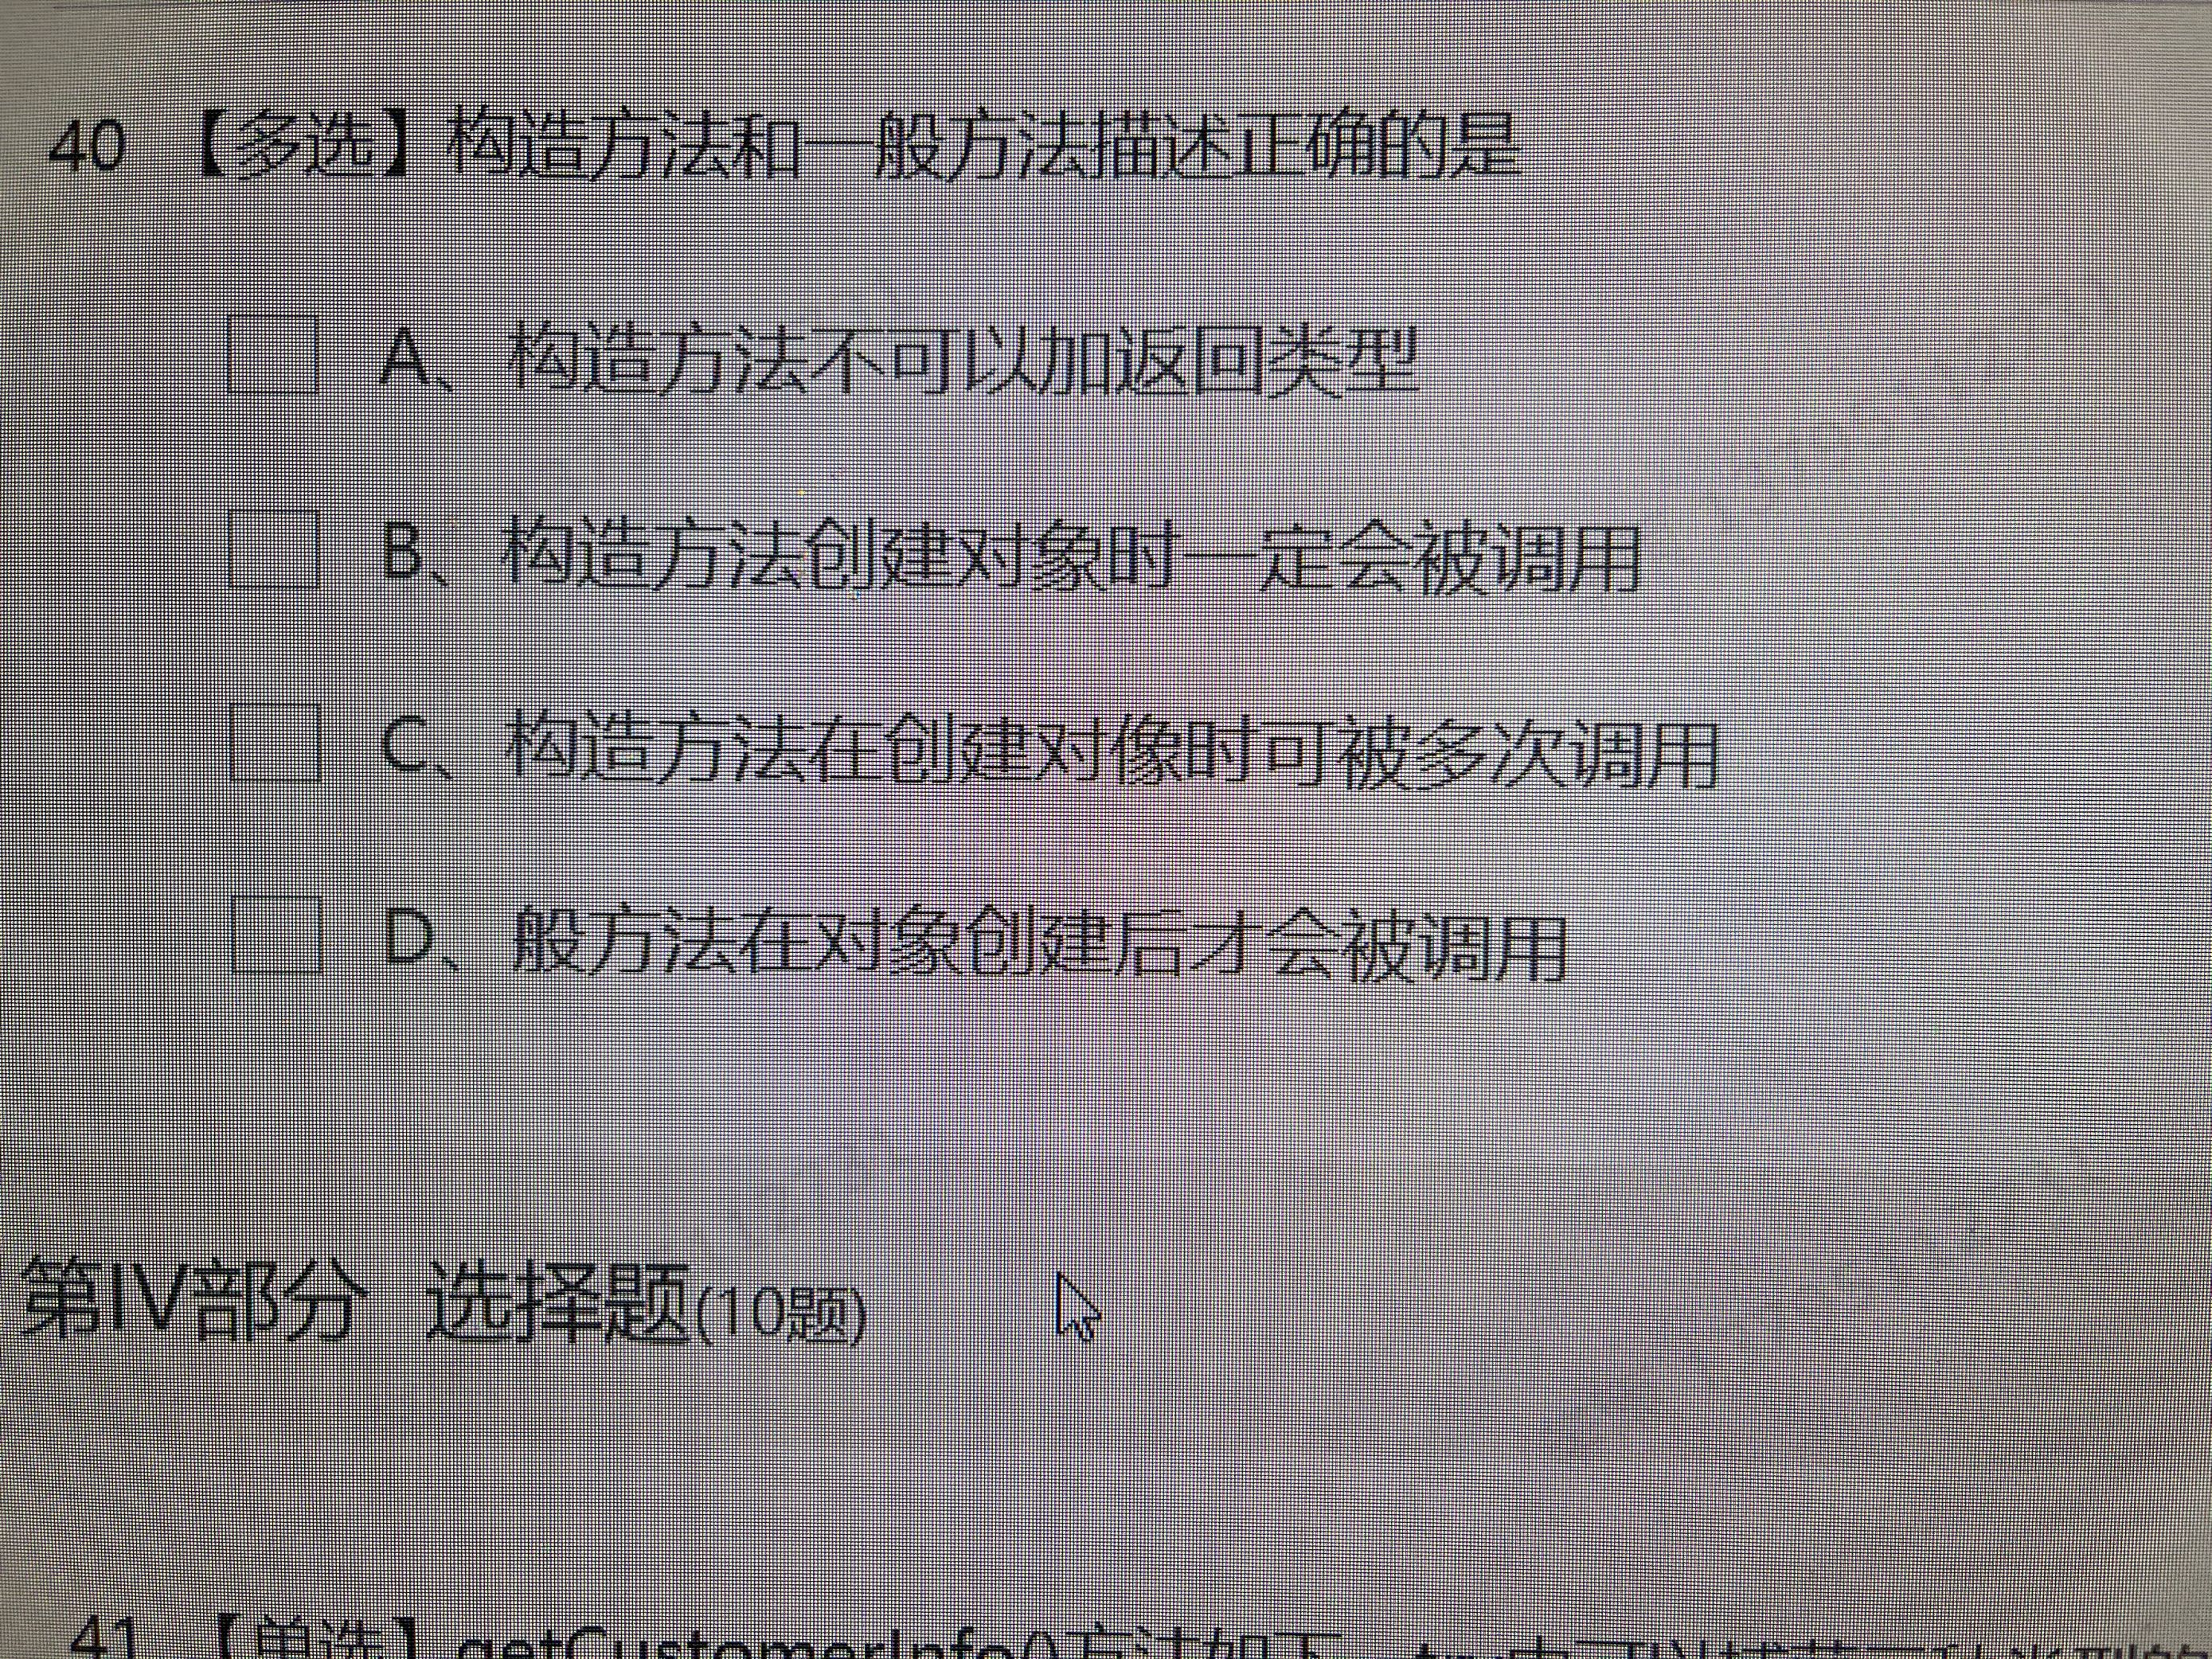 40 【多选】构造方法和一般方法描述正确的是
A、构造方法不可以加返回类型
B、构造方法创建对象时一定会被调用
C、构造方法在创建对像时可被多次调用
D、般方法在对象创建后才会被调用
第IV部分 选择题(10题)
41 【单选】getCustomerInfo()方法如下